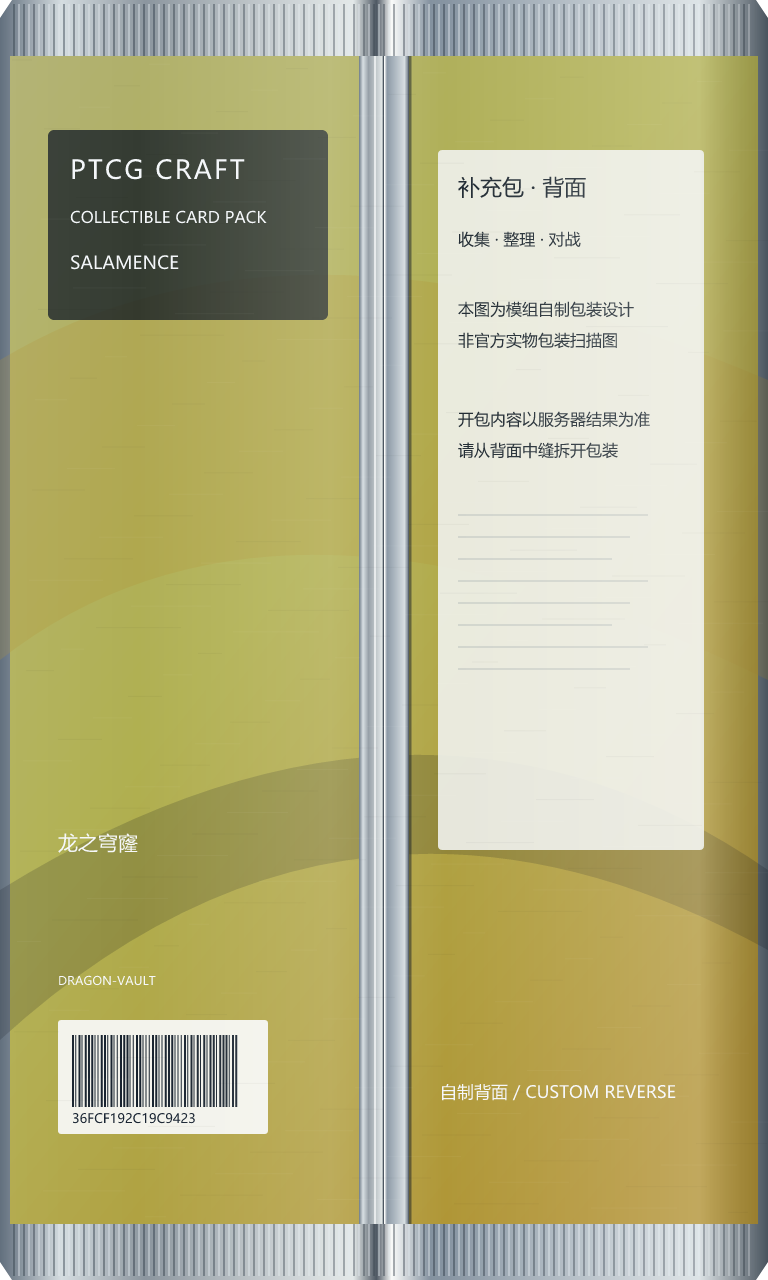 PTCG CRAFT
COLLECTIBLE CARD PACK
SALAMENCE
龙之穹窿
DRAGON-VAULT
36FCF192C19C9423
补充包 · 背面
收集 · 整理 · 对战
本图为模组自制包装设计
非官方实物包装扫描图
开包内容以服务器结果为准
请从背面中缝拆开包装
自制背面 / CUSTOM REVERSE